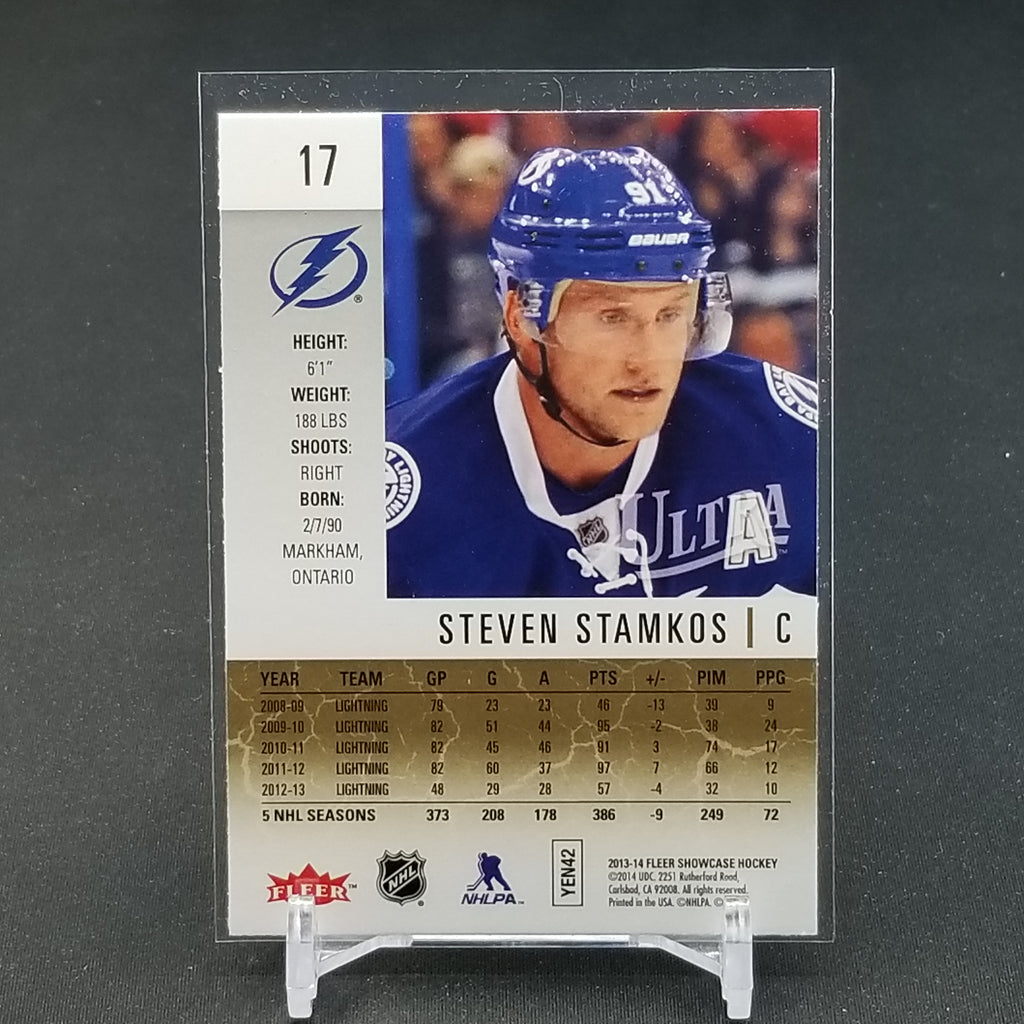 17
91
BAUER
®
HEIGHT:
6'1"
WEIGHT:
188 LBS
SHOOTS:
RIGHT
BORN:
2/7/90
MARKHAM,
ONTARIO
ULTRA
A
NHL
STEVEN STAMKOS | C
YEAR TEAM GP G A PTS +/- PIM PPG
2008-09 LIGHTNING 79 23 23 46 -13 39 9
2009-10 LIGHTNING 82 51 44 95 -2 38 24
2010-11 LIGHTNING 82 45 46 91 3 74 17
2011-12 LIGHTNING 82 60 37 97 7 66 12
2012-13 LIGHTNING 48 29 28 57 -4 32 10
5 NHL SEASONS 373 208 178 386 -9 249 72
FLEER™
NHL®
NHLPA™
YEN42
2013-14 FLEER SHOWCASE HOCKEY
©2014 UDC. 2251 Rutherford Road,
Carlsbad, CA 92008. All rights reserved.
Printed in the USA. ©NHLPA. ©